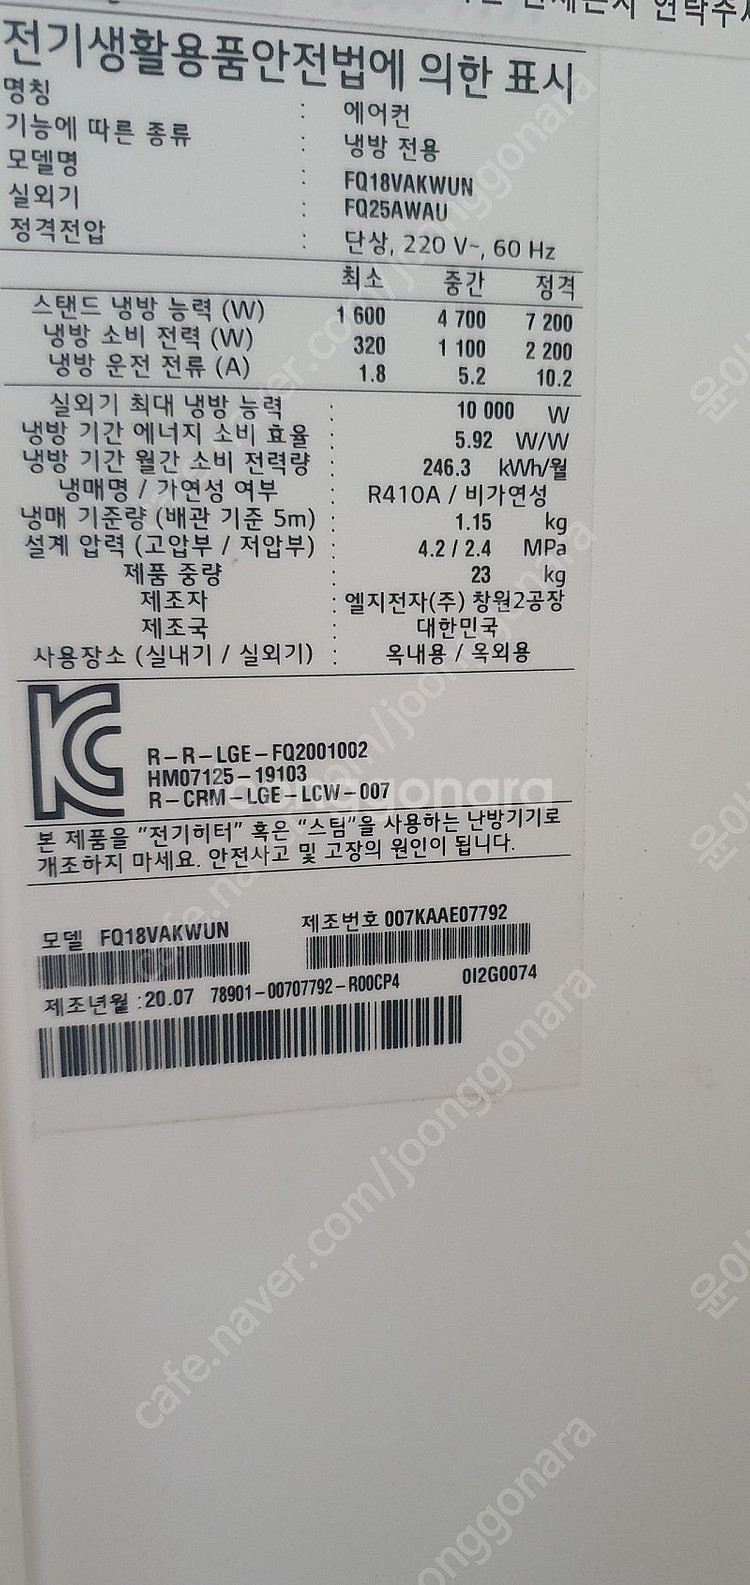 연락주세
전기생활용품안전법에 의한 표시
명칭 : 에어컨
기능에 따른 종류 : 냉방 전용
모델명 : FQ18VAKWUN
실외기 : FQ25AWAU
정격전압 : 단상, 220 V~, 60 Hz
최소 중간 정격
스탠드 냉방 능력 (W) 1 600 4 700 7 200
냉방 소비 전력 (W) 320 1 100 2 200
냉방 운전 전류 (A) 1.8 5.2 10.2
실외기 최대 냉방 능력 : 10 000 W
냉방 기간 에너지 소비 효율 : 5.92 W/W
냉방 기간 월간 소비 전력량 : 246.3 kWh/월
냉매명 / 가연성 여부 : R410A / 비가연성
냉매 기준량 (배관 기준 5m) : 1.15 kg
설계 압력 (고압부 / 저압부) : 4.2 / 2.4 MPa
제품 중량 : 23 kg
제조자 : 엘지전자(주) 창원2공장
제조국 : 대한민국
사용장소 (실내기 / 실외기) : 옥내용 / 옥외용
R-R-LGE-FQ2001002
HM07125-19103
R-CRM-LGE-LCW-007
본 제품을 "전기히터" 혹은 "스팀"을 사용하는 난방기기로
개조하지 마세요. 안전사고 및 고장의 원인이 됩니다.
모델 FQ18VAKWUN 제조번호 007KAAE07792
제조년월 : 20.07 78901-00707792-R00CP4 0I2G0074
joonggonara
cafe.naver.com/joonggonara